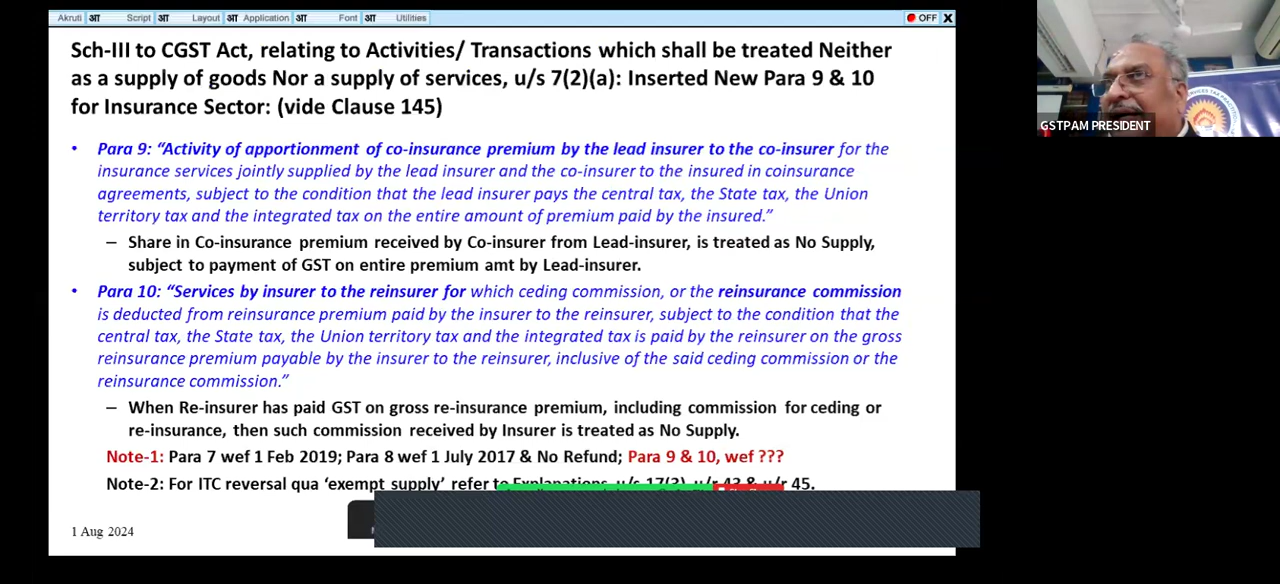 Akruti अा Script अा Layout अा Application अा Font अा Utilities OFF X
Sch-III to CGST Act, relating to Activities/ Transactions which shall be treated Neither
as a supply of goods Nor a supply of services, u/s 7(2)(a): Inserted New Para 9 & 10
for Insurance Sector: (vide Clause 145)
• Para 9: “Activity of apportionment of co-insurance premium by the lead insurer to the co-insurer for the
insurance services jointly supplied by the lead insurer and the co-insurer to the insured in coinsurance
agreements, subject to the condition that the lead insurer pays the central tax, the State tax, the Union
territory tax and the integrated tax on the entire amount of premium paid by the insured.”
– Share in Co-insurance premium received by Co-insurer from Lead-insurer, is treated as No Supply,
subject to payment of GST on entire premium amt by Lead-insurer.
• Para 10: “Services by insurer to the reinsurer for which ceding commission, or the reinsurance commission
is deducted from reinsurance premium paid by the insurer to the reinsurer, subject to the condition that the
central tax, the State tax, the Union territory tax and the integrated tax is paid by the reinsurer on the gross
reinsurance premium payable by the insurer to the reinsurer, inclusive of the said ceding commission or the
reinsurance commission.”
– When Re-insurer has paid GST on gross re-insurance premium, including commission for ceding or
re-insurance, then such commission received by Insurer is treated as No Supply.
Note-1: Para 7 wef 1 Feb 2019; Para 8 wef 1 July 2017 & No Refund; Para 9 & 10, wef ???
Note-2: For ITC reversal qua ‘exempt supply’ refer to Explanations u/s 17(3), u/r 43 & u/r 45.
1 Aug 2024
GSTPAM PRESIDENT